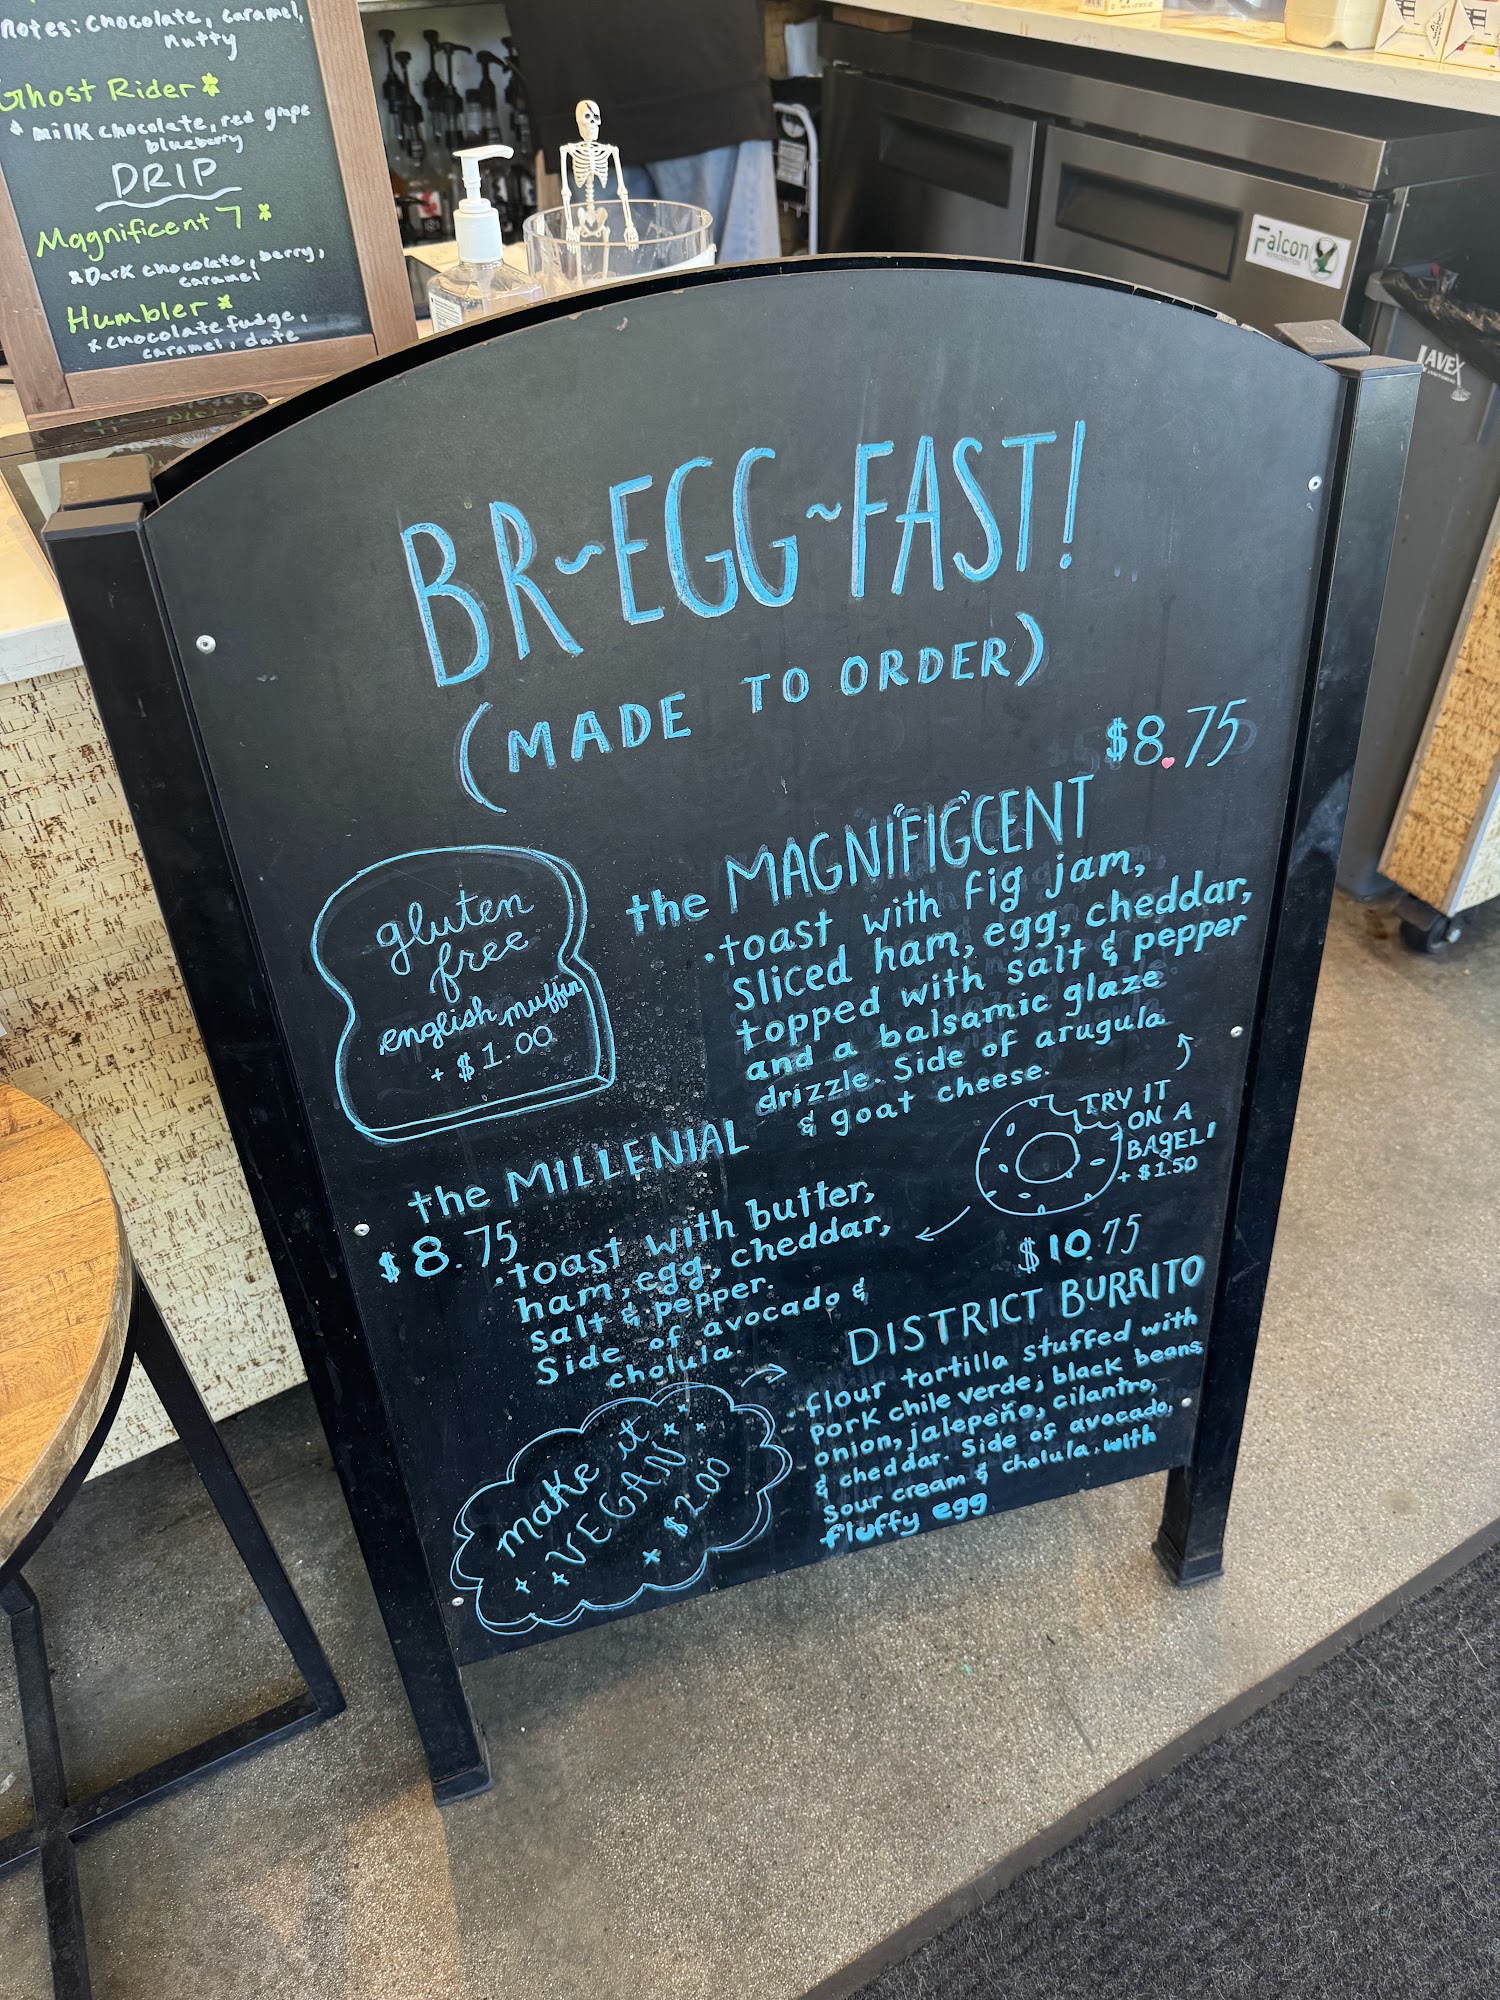 notes: chocolate, caramel,
nutty
Ghost Rider
* milk chocolate, red grape
blueberry
DRIP
Magnificent 7 *
*Dark chocolate, berry,
caramel
Humbler *
* chocolate fudge,
caramel, date
Falcon
REFRIGERATION
LAVEX
BR~EGG~FAST!
(MADE TO ORDER)
$8.75
the MAGNIFIGCENT
·toast with fig jam,
sliced ham, egg, cheddar,
topped with salt & pepper
and a balsamic glaze
drizzle. Side of arugula
& goat cheese.
gluten
free
english muffin
+ $1.00
TRY IT
ON A
BAGEL!
+ $1.50
the MILLENIAL
$8.75
·toast with butter,
ham, egg, cheddar,
salt & pepper.
Side of avocado &
cholula.
$10.75
DISTRICT BURRITO
·flour tortilla stuffed with
pork chile verde, black beans
onion, jalepeño, cilantro,
& cheddar. Side of avocado,
sour cream & cholula. with
fluffy egg
make it
VEGAN
x $2.00